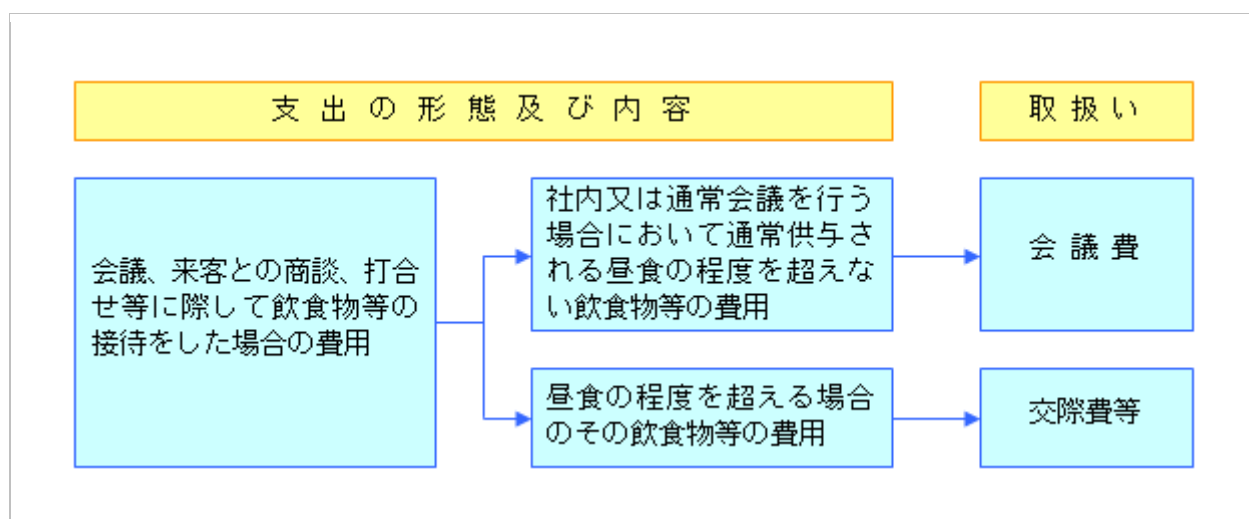 支出の形態及び内容
取扱い
会議、来客との商談、打合
せ等に際して飲食物等の
接待をした場合の費用
社内又は通常会議を行う
場合において通常供与さ
れる昼食の程度を超えな
い飲食物等の費用
会議費
昼食の程度を超える場合
のその飲食物等の費用
交際費等